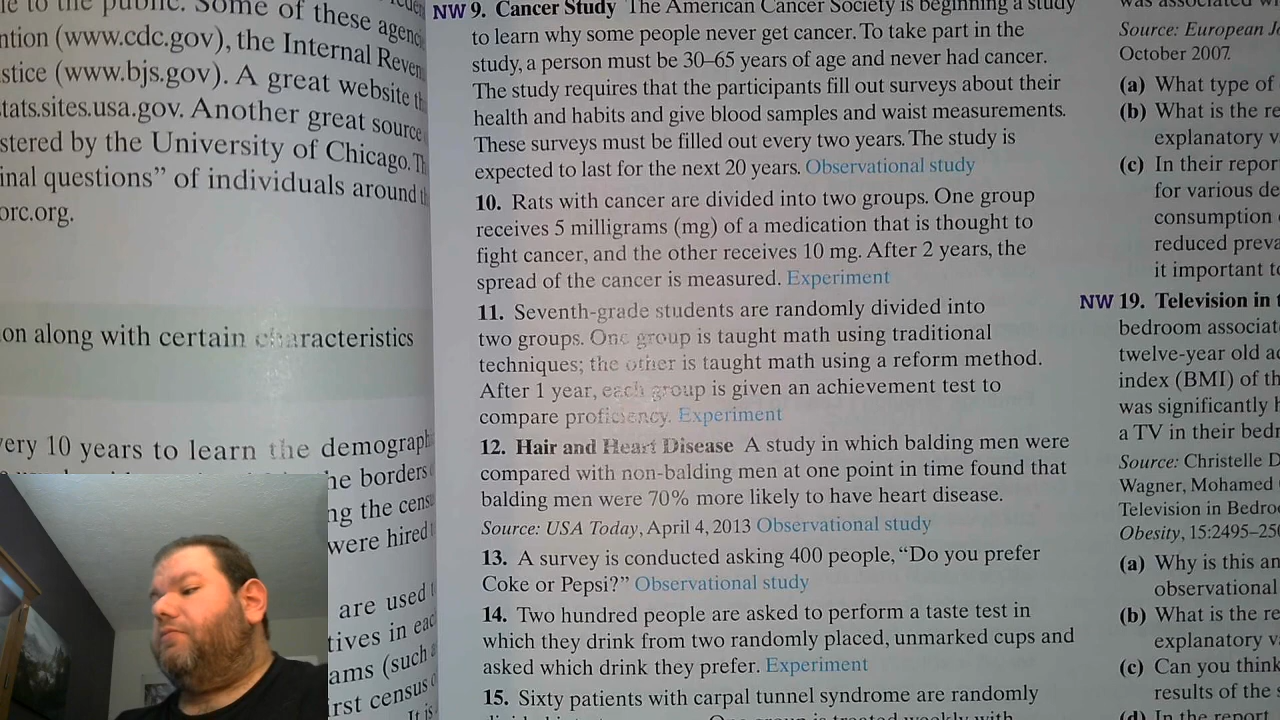 le to the public. Some of these agenc
ntion (www.cdc.gov), the Internal Reven
stice (www.bjs.gov). A great website th
tats.sites.usa.gov. Another great source
stered by the University of Chicago. Th
inal questions” of individuals around th
orc.org.
on along with certain characteristics
very 10 years to learn the demograph
he borders
ng the cens
were hired
are used t
tives in eac
ams (such a
irst census o
It is
NW 9. Cancer Study The American Cancer Society is beginning a study
to learn why some people never get cancer. To take part in the
study, a person must be 30–65 years of age and never had cancer.
The study requires that the participants fill out surveys about their
health and habits and give blood samples and waist measurements.
These surveys must be filled out every two years. The study is
expected to last for the next 20 years. Observational study
10. Rats with cancer are divided into two groups. One group
receives 5 milligrams (mg) of a medication that is thought to
fight cancer, and the other receives 10 mg. After 2 years, the
spread of the cancer is measured. Experiment
11. Seventh-grade students are randomly divided into
two groups. One group is taught math using traditional
techniques; the other is taught math using a reform method.
After 1 year, each group is given an achievement test to
compare proficiency. Experiment
12. Hair and Heart Disease A study in which balding men were
compared with non-balding men at one point in time found that
balding men were 70% more likely to have heart disease.
Source: USA Today, April 4, 2013 Observational study
13. A survey is conducted asking 400 people, “Do you prefer
Coke or Pepsi?” Observational study
14. Two hundred people are asked to perform a taste test in
which they drink from two randomly placed, unmarked cups and
asked which drink they prefer. Experiment
15. Sixty patients with carpal tunnel syndrome are randomly
was associated wi
Source: European Jo
October 2007.
(a) What type of
(b) What is the re
explanatory v
(c) In their repor
for various de
consumption
reduced preva
it important to
NW 19. Television in t
bedroom associat
twelve-year old ad
index (BMI) of th
was significantly h
a TV in their bedr
Source: Christelle D
Wagner, Mohamed
Television in Bedroo
Obesity, 15:2495–250
(a) Why is this an
observational
(b) What is the re
explanatory v
(c) Can you think
results of the s
(d) In the report